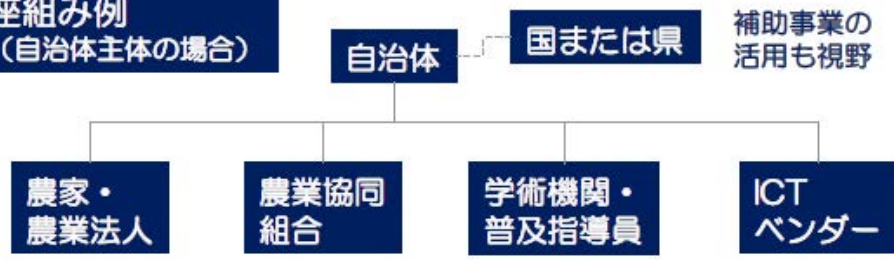 座組み例
（自治体主体の場合）
自治体
国または県
補助事業の
活用も視野
農家・
農業法人
農業協同
組合
学術機関・
普及指導員
ICT
ベンダー